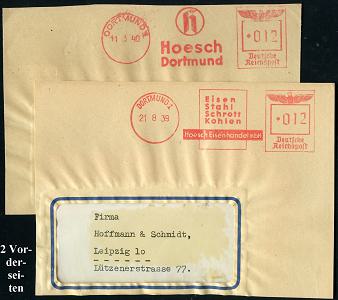 DORTMUND 1
11.3.40
Hoesch
Dortmund
012
Deutsche
Reichspost
DORTMUND 1
21 8 39
Eisen
Stahl
Schrott
Kohlen
Hoesch Eisenhandel mbH
012
Deutsche
Reichspost
Firma
Hoffmann & Schmidt,
Leipzig lo
Lützenerstrasse 77.
2 Vor-
der-
sei-
ten